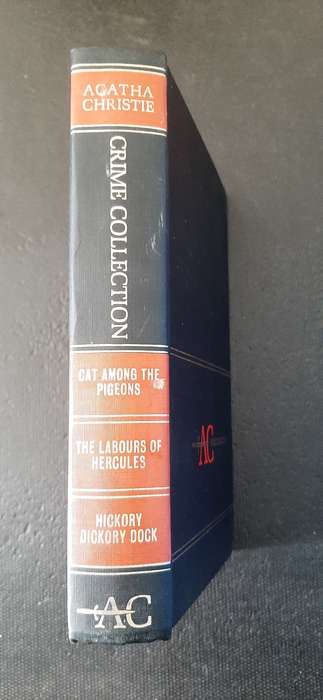 AGATHA
CHRISTIE
CRIME COLLECTION
CAT AMONG THE
PIGEONS
THE LABOURS OF
HERCULES
HICKORY
DICKORY DOCK
AC
AC